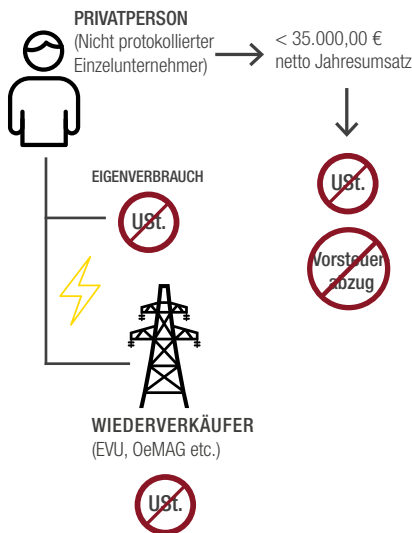 PRIVATPERSON
(Nicht protokollierter
Einzelunternehmer)
< 35.000,00 €
netto Jahresumsatz
USt.
Vorsteuer
abzug
EIGENVERBRAUCH
USt.
WIEDERVERKÄUFER
(EVU, OeMAG etc.)
USt.